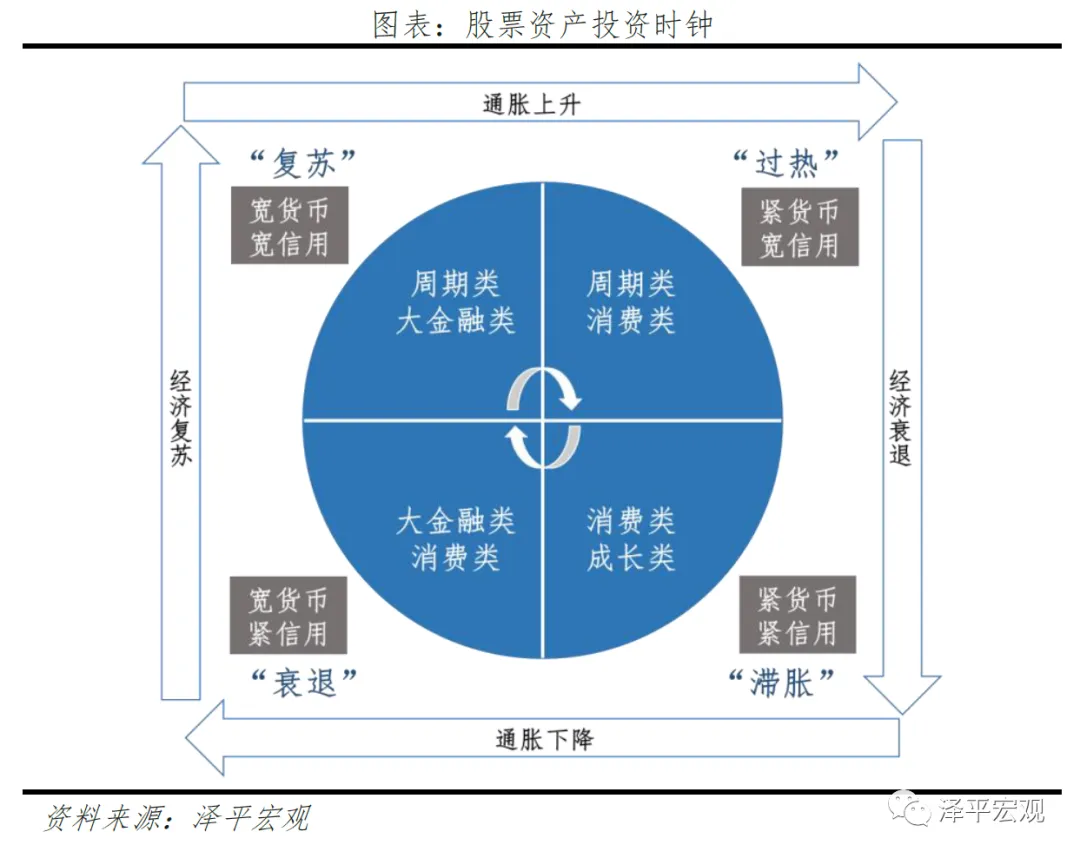 图表：股票资产投资时钟
通胀上升
“复苏”
“过热”
宽货币
宽信用
紧货币
宽信用
周期类
大金融类
周期类
消费类
经济复苏
经济衰退
大金融类
消费类
消费类
成长类
宽货币
紧信用
紧货币
紧信用
“衰退”
“滞胀”
通胀下降
资料来源：泽平宏观
泽平宏观